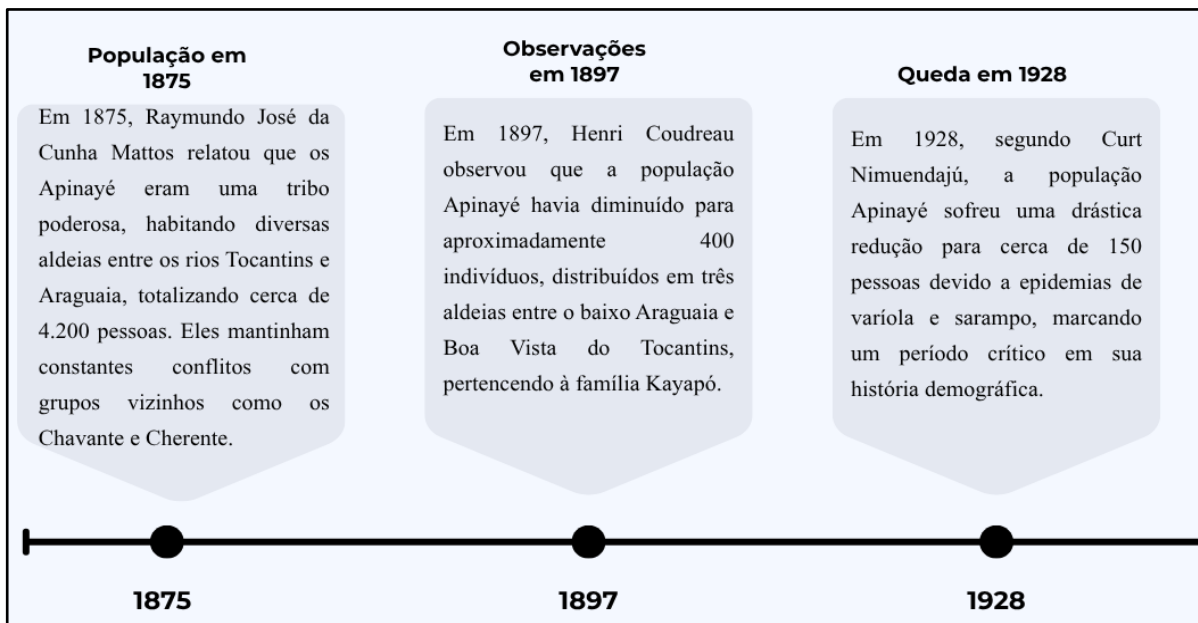 População em
1875
Em 1875, Raymundo José da
Cunha Mattos relatou que os
Apinayé eram uma tribo
poderosa, habitando diversas
aldeias entre os rios Tocantins e
Araguaia, totalizando cerca de
4.200 pessoas. Eles mantinham
constantes conflitos com
grupos vizinhos como os
Chavante e Cherente.
1875
Observações
em 1897
Em 1897, Henri Coudreau
observou que a população
Apinayé havia diminuído para
aproximadamente 400
indivíduos, distribuídos em três
aldeias entre o baixo Araguaia e
Boa Vista do Tocantins,
pertencendo à família Kayapó.
1897
Queda em 1928
Em 1928, segundo Curt
Nimuendajú, a população
Apinayé sofreu uma drástica
redução para cerca de 150
pessoas devido a epidemias de
varíola e sarampo, marcando
um período crítico em sua
história demográfica.
1928